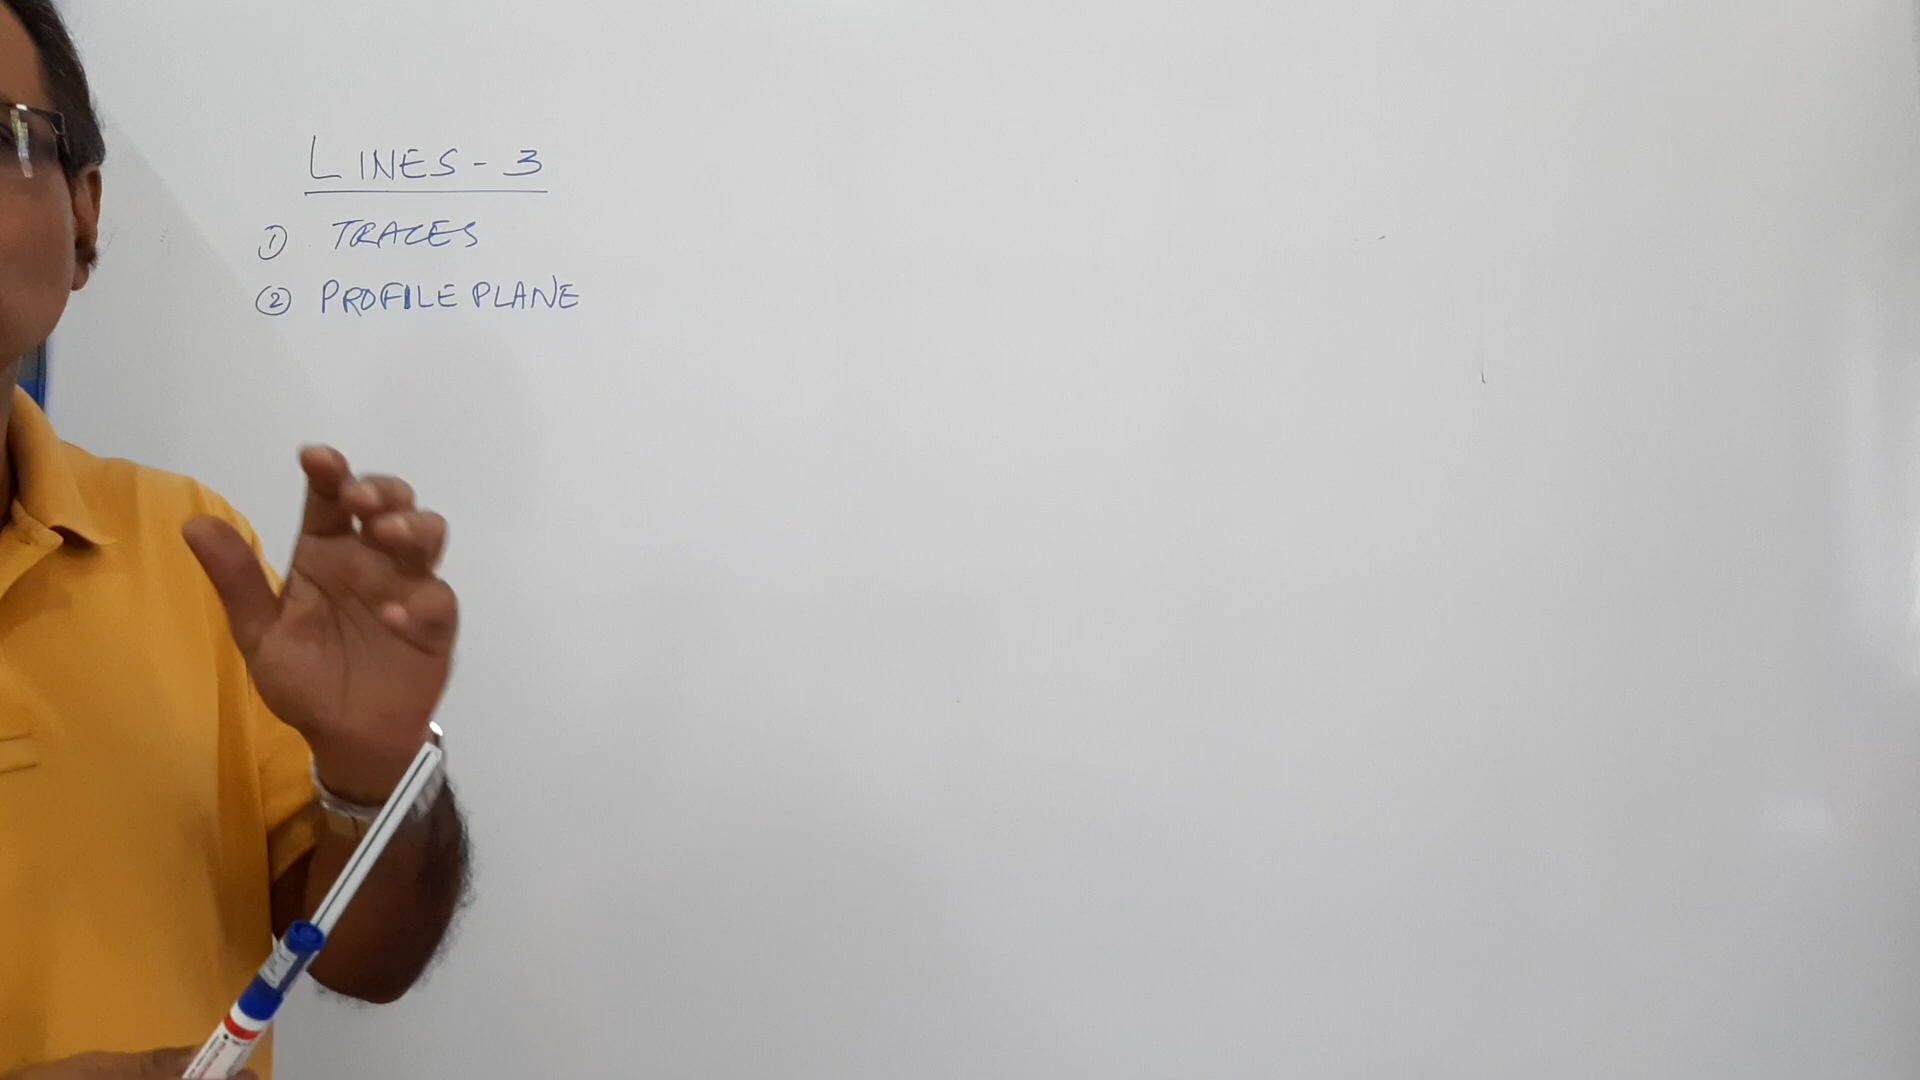 LINES - 3
① TRACES
② PROFILE PLANE